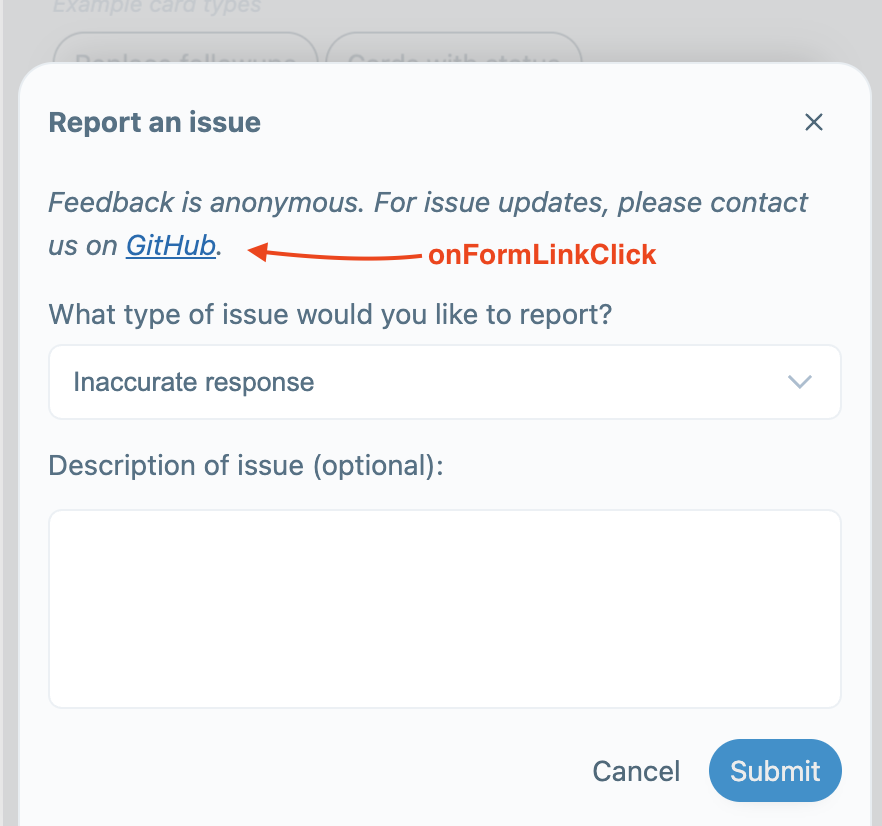 Example card types
Replace followups Cards with status
Report an issue
Feedback is anonymous. For issue updates, please contact
us on GitHub.
onFormLinkClick
What type of issue would you like to report?
Inaccurate response
Description of issue (optional):
Cancel Submit